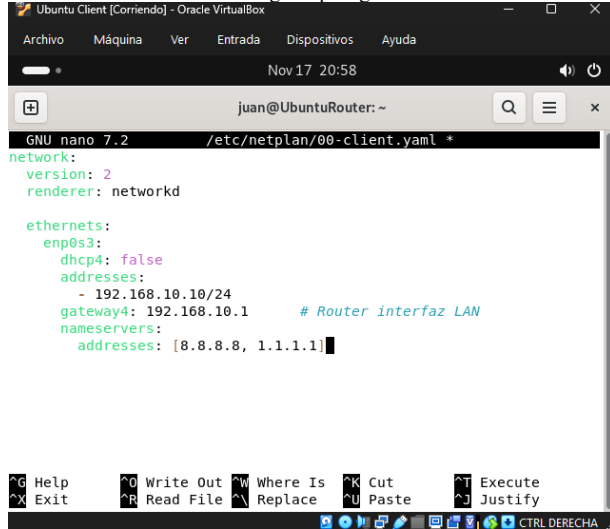 Ubuntu Client [Corriendo] - Oracle VirtualBox
Archivo Máquina Ver Entrada Dispositivos Ayuda
Nov 17 20:58
juan@UbuntuRouter: ~
GNU nano 7.2 /etc/netplan/00-client.yaml *
network:
  version: 2
  renderer: networkd
  ethernets:
    enp0s3:
      dhcp4: false
      addresses:
        - 192.168.10.10/24
      gateway4: 192.168.10.1 # Router interfaz LAN
      nameservers:
        addresses: [8.8.8.8, 1.1.1.1]
^G Help ^O Write Out ^W Where Is ^K Cut ^T Execute
^X Exit ^R Read File ^\ Replace ^U Paste ^J Justify
CTRL DERECHA